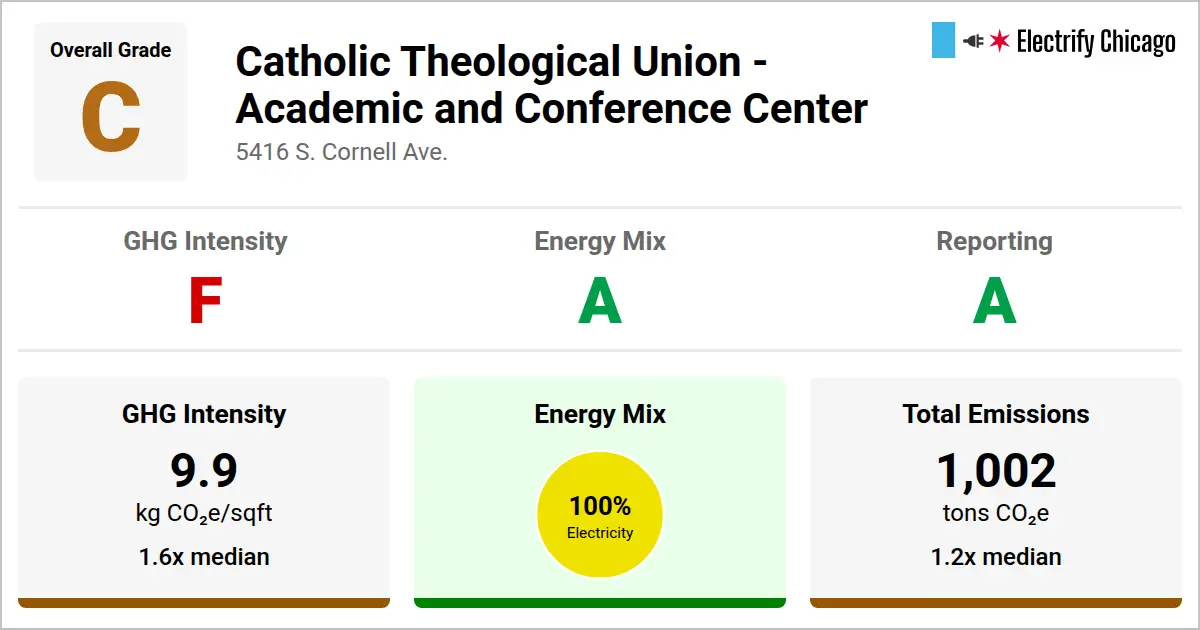 Overall Grade
C
Catholic Theological Union -
Academic and Conference Center
5416 S. Cornell Ave.
Electrify Chicago
GHG Intensity
F
Energy Mix
A
Reporting
A
GHG Intensity
9.9
kg CO₂e/sqft
1.6x median
Energy Mix
100%
Electricity
Total Emissions
1,002
tons CO₂e
1.2x median